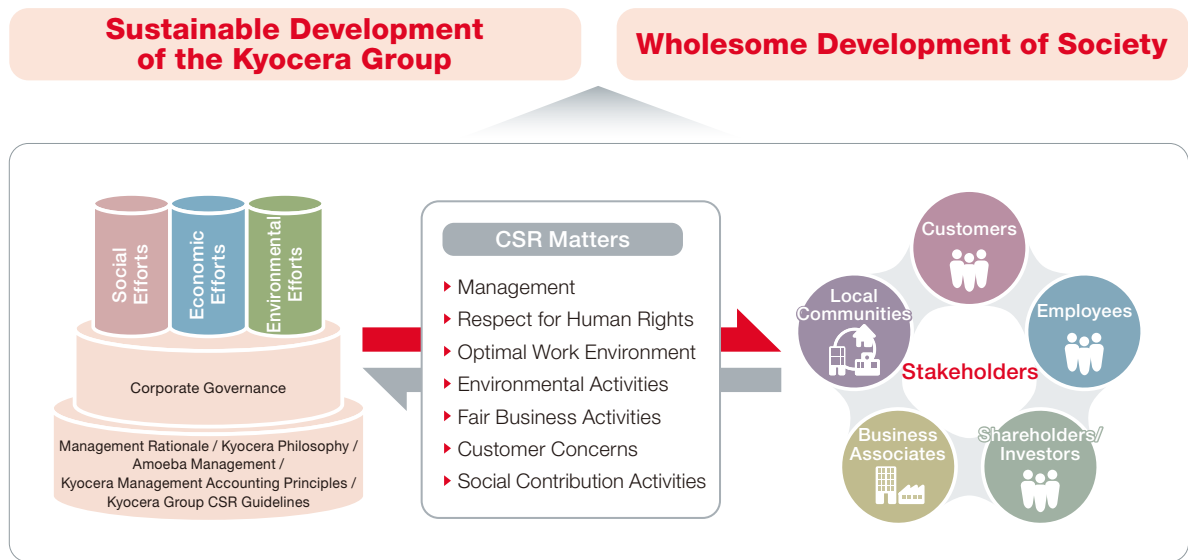 Sustainable Development
of the Kyocera Group
Wholesome Development of Society
Social
Efforts
Economic
Efforts
Environmental
Efforts
Corporate Governance
Management Rationale / Kyocera Philosophy /
Amoeba Management /
Kyocera Management Accounting Principles /
Kyocera Group CSR Guidelines
CSR Matters
Management
Respect for Human Rights
Optimal Work Environment
Environmental Activities
Fair Business Activities
Customer Concerns
Social Contribution Activities
Customers
Local
Communities
Employees
Stakeholders
Business
Associates
Shareholders/
Investors